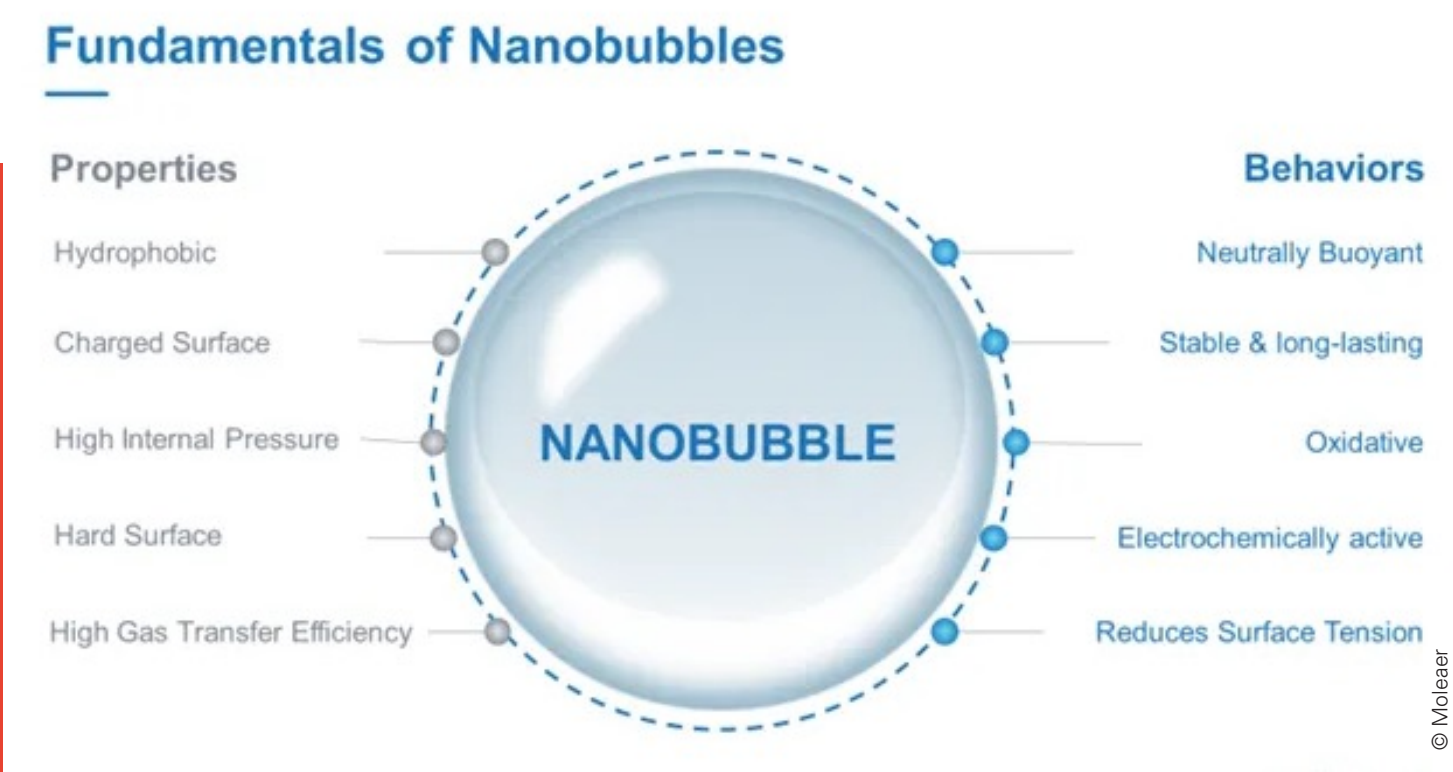 Fundamentals of Nanobubbles
Properties
Hydrophobic
Charged Surface
High Internal Pressure
Hard Surface
High Gas Transfer Efficiency
NANOBUBBLE
Behaviors
Neutrally Buoyant
Stable & long-lasting
Oxidative
Electrochemically active
Reduces Surface Tension
© Moleaer